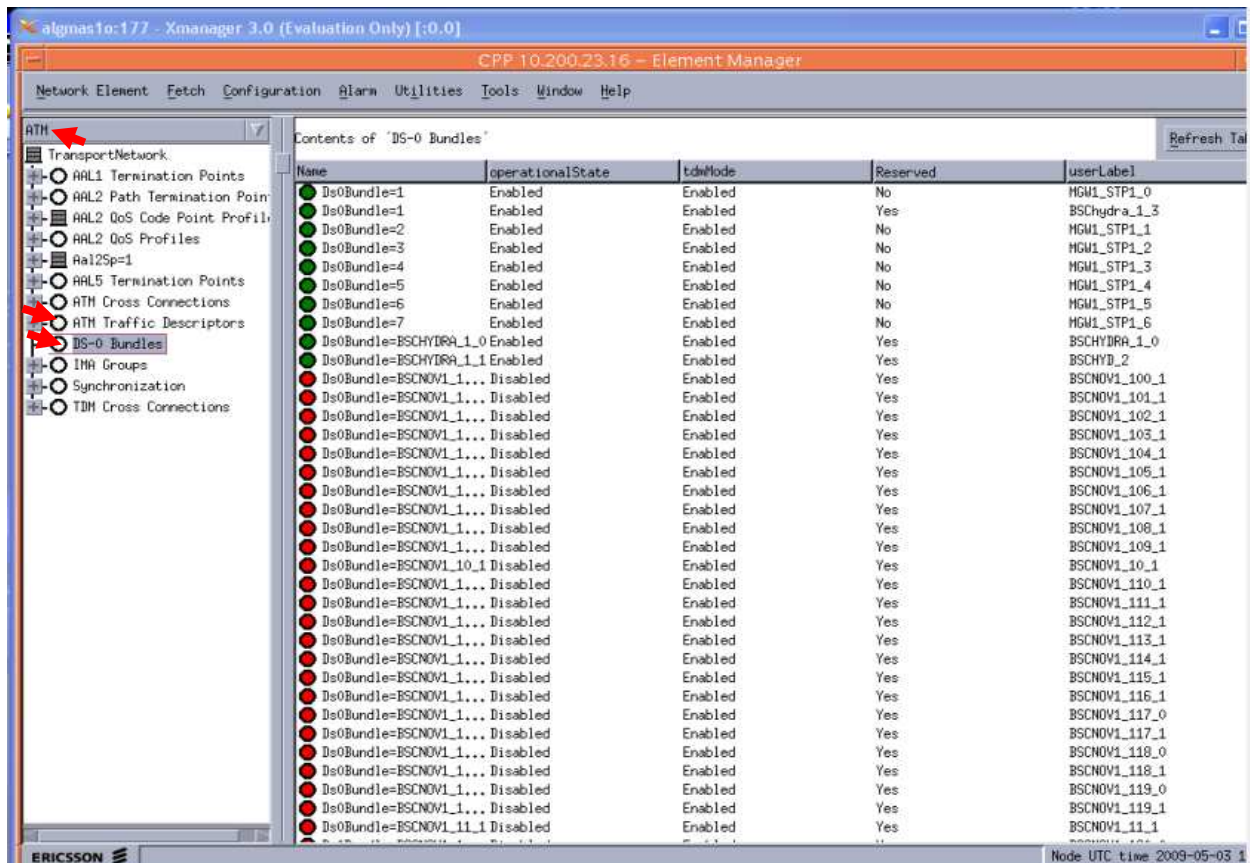 algmas1o:177 - Xmanager 3.0 (Evaluation Only) [:0.0]
CPP 10.200.23.16 – Element Manager
Network Element Fetch Configuration Alarm Utilities Tools Window Help
ATM
TransportNetwork
AAL1 Termination Points
AAL2 Path Termination Poin
AAL2 QoS Code Point Profil
AAL2 QoS Profiles
Aal2Sp=1
AAL5 Termination Points
ATM Cross Connections
ATM Traffic Descriptors
DS-0 Bundles
IMA Groups
Synchronization
TDM Cross Connections
Contents of 'DS-0 Bundles'
Refresh Tab
Name operationalState tdmMode Reserved userLabel
Ds0Bundle=1 Enabled Enabled No MGW1_STP1_0
Ds0Bundle=1 Enabled Enabled Yes BSChydra_1_3
Ds0Bundle=2 Enabled Enabled No MGW1_STP1_1
Ds0Bundle=3 Enabled Enabled No MGW1_STP1_2
Ds0Bundle=4 Enabled Enabled No MGW1_STP1_3
Ds0Bundle=5 Enabled Enabled No MGW1_STP1_4
Ds0Bundle=6 Enabled Enabled No MGW1_STP1_5
Ds0Bundle=7 Enabled Enabled No MGW1_STP1_6
Ds0Bundle=BSCHYDRA_1_0 Enabled Enabled Yes BSCHYDRA_1_0
Ds0Bundle=BSCHYDRA_1_1 Enabled Enabled Yes BSCHYD_2
Ds0Bundle=BSCNOV1_1... Disabled Enabled Yes BSCNOV1_100_1
Ds0Bundle=BSCNOV1_1... Disabled Enabled Yes BSCNOV1_101_1
Ds0Bundle=BSCNOV1_1... Disabled Enabled Yes BSCNOV1_102_1
Ds0Bundle=BSCNOV1_1... Disabled Enabled Yes BSCNOV1_103_1
Ds0Bundle=BSCNOV1_1... Disabled Enabled Yes BSCNOV1_104_1
Ds0Bundle=BSCNOV1_1... Disabled Enabled Yes BSCNOV1_105_1
Ds0Bundle=BSCNOV1_1... Disabled Enabled Yes BSCNOV1_106_1
Ds0Bundle=BSCNOV1_1... Disabled Enabled Yes BSCNOV1_107_1
Ds0Bundle=BSCNOV1_1... Disabled Enabled Yes BSCNOV1_108_1
Ds0Bundle=BSCNOV1_1... Disabled Enabled Yes BSCNOV1_109_1
Ds0Bundle=BSCNOV1_10_1 Disabled Enabled Yes BSCNOV1_10_1
Ds0Bundle=BSCNOV1_1... Disabled Enabled Yes BSCNOV1_110_1
Ds0Bundle=BSCNOV1_1... Disabled Enabled Yes BSCNOV1_111_1
Ds0Bundle=BSCNOV1_1... Disabled Enabled Yes BSCNOV1_112_1
Ds0Bundle=BSCNOV1_1... Disabled Enabled Yes BSCNOV1_113_1
Ds0Bundle=BSCNOV1_1... Disabled Enabled Yes BSCNOV1_114_1
Ds0Bundle=BSCNOV1_1... Disabled Enabled Yes BSCNOV1_115_1
Ds0Bundle=BSCNOV1_1... Disabled Enabled Yes BSCNOV1_116_1
Ds0Bundle=BSCNOV1_1... Disabled Enabled Yes BSCNOV1_117_0
Ds0Bundle=BSCNOV1_1... Disabled Enabled Yes BSCNOV1_117_1
Ds0Bundle=BSCNOV1_1... Disabled Enabled Yes BSCNOV1_118_0
Ds0Bundle=BSCNOV1_1... Disabled Enabled Yes BSCNOV1_118_1
Ds0Bundle=BSCNOV1_1... Disabled Enabled Yes BSCNOV1_119_0
Ds0Bundle=BSCNOV1_1... Disabled Enabled Yes BSCNOV1_119_1
Ds0Bundle=BSCNOV1_11_1 Disabled Enabled Yes BSCNOV1_11_1
ERICSSON
Node UTC time 2009-05-03 1